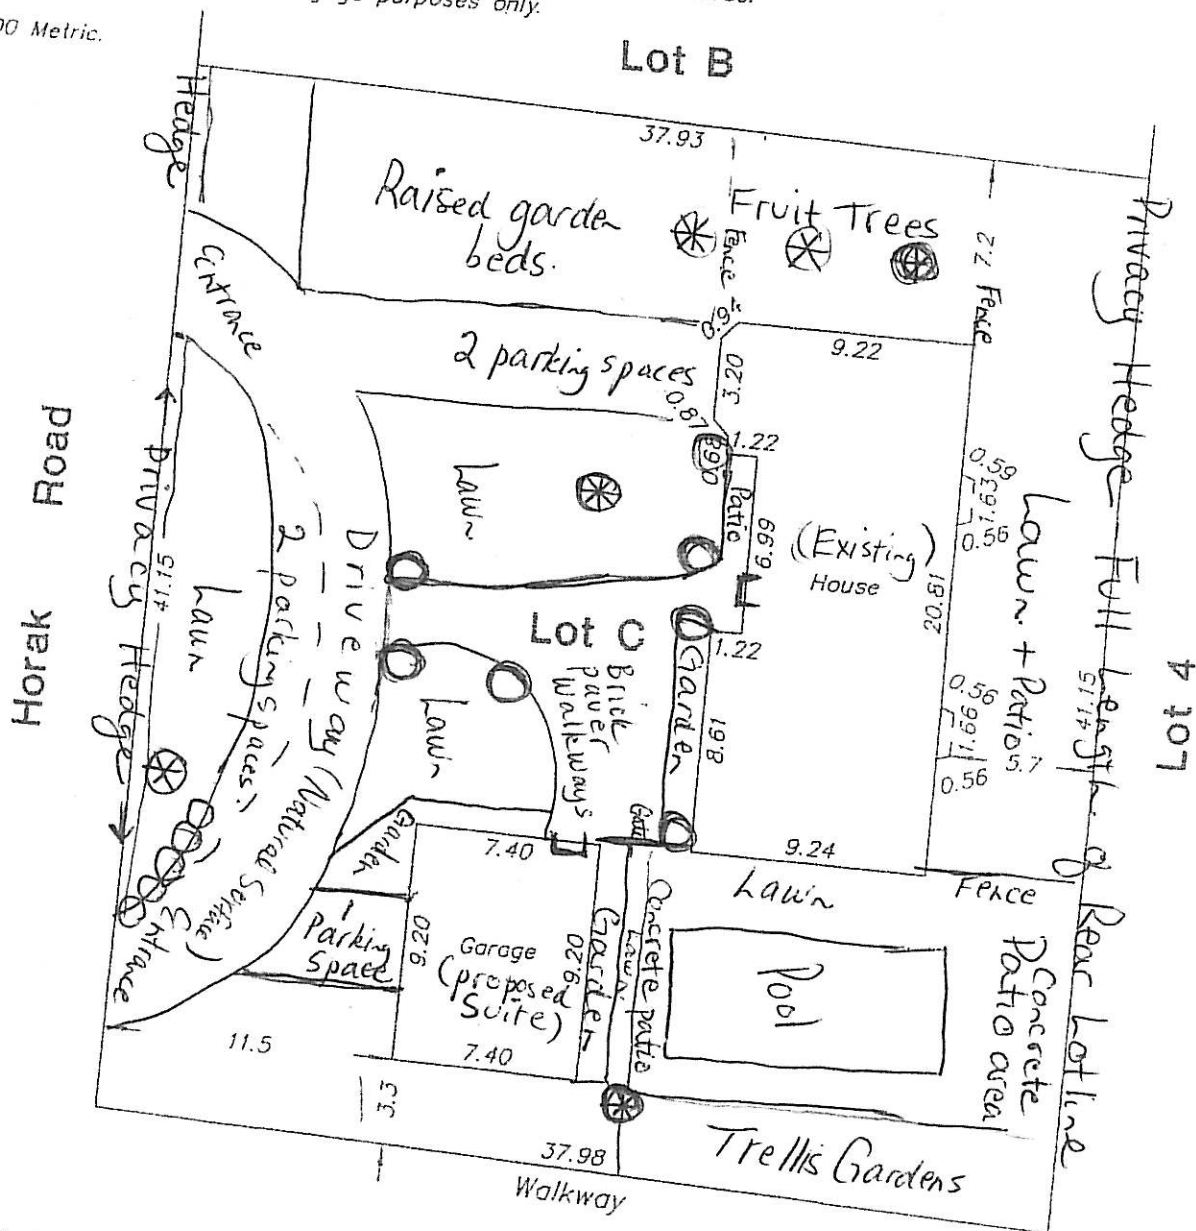 purposes only.
00 Metric.
Lot B
Hedge
37.93
Raised garden
beds.
Fence
Fruit Trees
7.2
Fence
Privacy Hedge Full Length of Rear Lot line
Entrance
2 parking spaces
9.22
3.20
0.87
1.22
Lawn
Patio
6.99
(Existing)
House
0.59
1.63
0.56
Lawn + Patio
20.81
Horak Road
Privacy Hedge
41.15
Lawn
2 parking spaces.)
Driveway (Natural Surface)
Lot C
Brick
paver
walkways
Garden
1.22
8.61
0.56
1.66
0.56
5.7
41.15
Lot 4
Lawn
Garden
7.40
Gate
9.24
Lawn
Fence
Entrance
1
Parking
Space
9.20
Garage
(proposed
Suite)
9.20
Garden
Lawn
Concrete patio
Pool
Concrete
Patio area
11.5
7.40
3.3
37.98
Walkway
Trellis Gardens